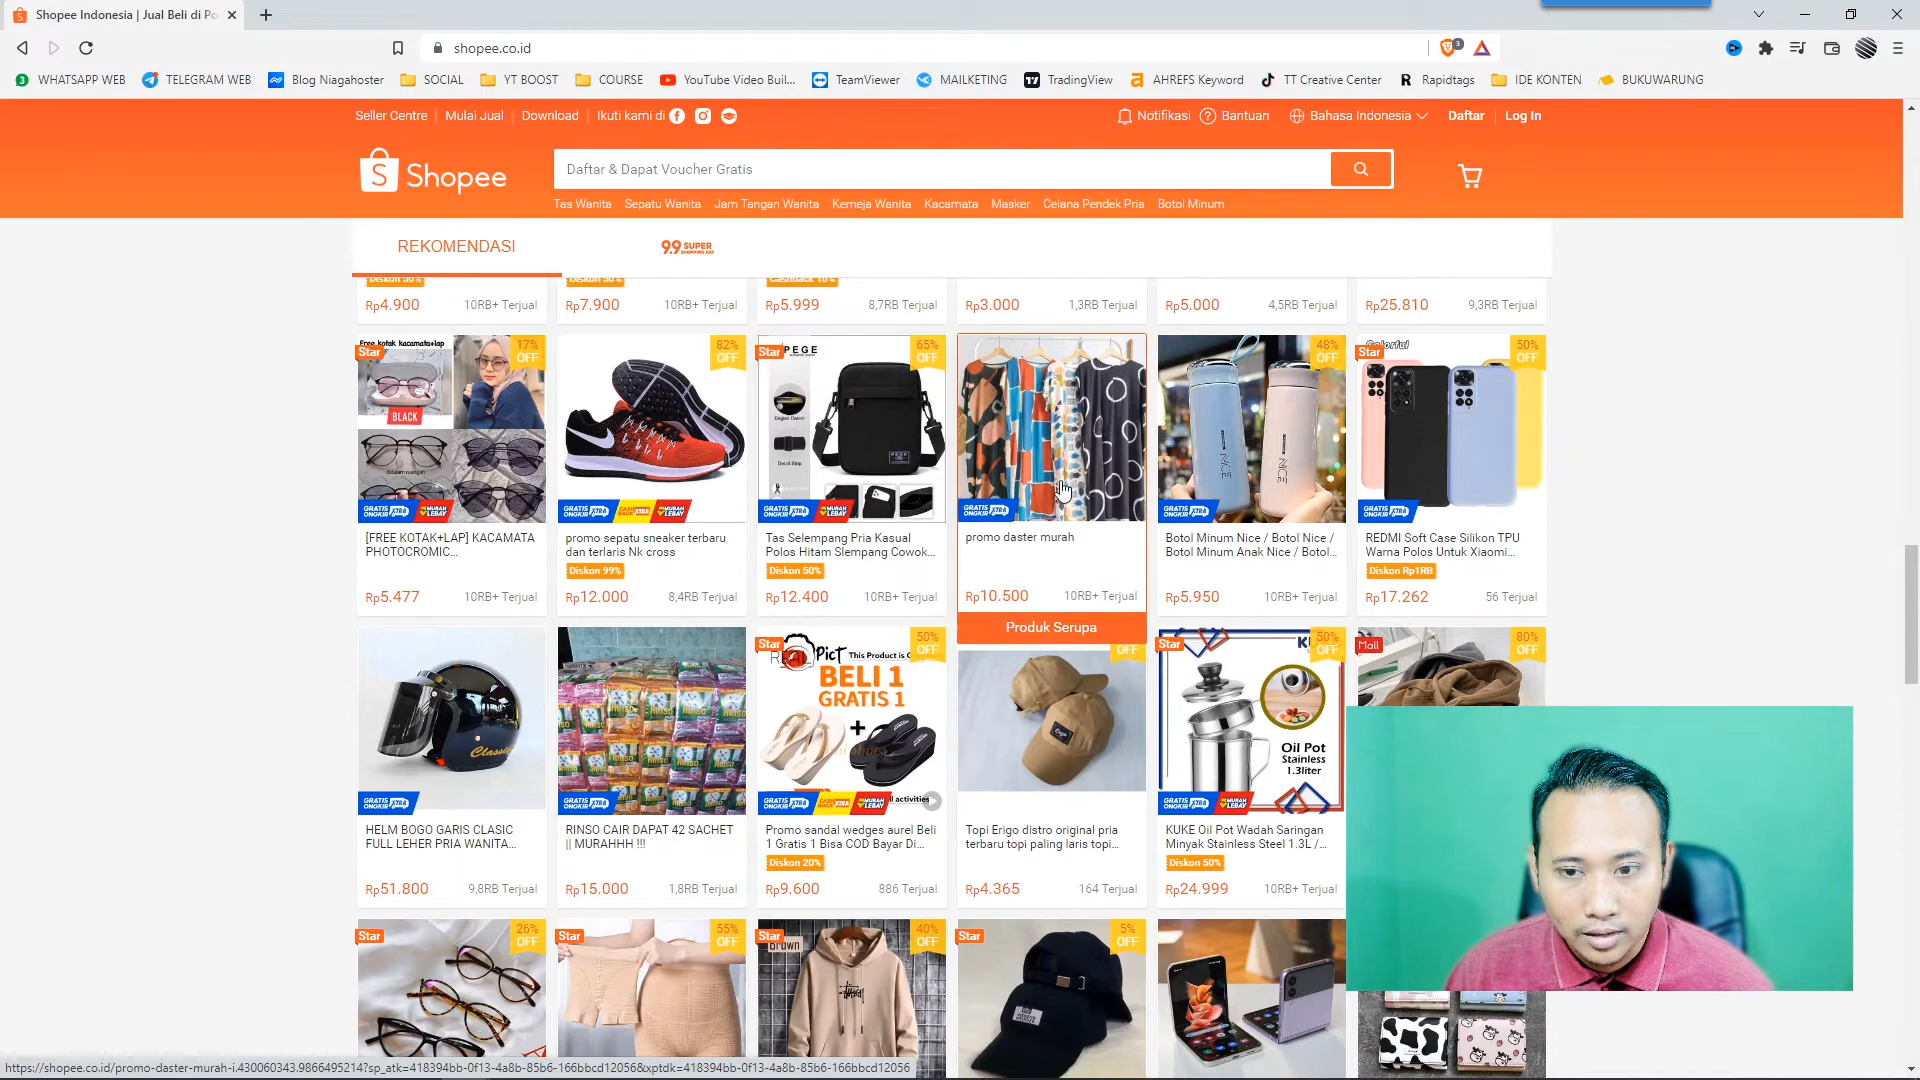 Shopee Indonesia | Jual Beli di Po
shopee.co.id
3
WHATSAPP WEB
TELEGRAM WEB
Blog Niagahoster
SOCIAL
YT BOOST
COURSE
YouTube Video Buil...
TeamViewer
MAILKETING
TradingView
AHREFS Keyword
TT Creative Center
Rapidtags
IDE KONTEN
BUKUWARUNG
Seller Centre
Mulai Jual
Download
Ikuti kami di
Notifikasi
Bantuan
Bahasa Indonesia
Daftar
Log In
Shopee
Daftar & Dapat Voucher Gratis
Tas Wanita
Sepatu Wanita
Jam Tangan Wanita
Kemeja Wanita
Kacamata
Masker
Celana Pendek Pria
Botol Minum
REKOMENDASI
9.9 SUPER SHOPPING DAY
Diskon 50%
Diskon 50%
Cashback 10%
Rp4.900 10RB+ Terjual
Rp7.900 10RB+ Terjual
Rp5.999 8,7RB Terjual
Rp3.000 1,3RB Terjual
Rp5.000 4,5RB Terjual
Rp25.810 9,3RB Terjual
Free kotak kacamata+lap
Star
17% OFF
BLACK
GRATIS ONGKIR XTRA
MURAH LEBAY
[FREE KOTAK+LAP] KACAMATA
PHOTOCROMIC...
Rp5.477 10RB+ Terjual
82% OFF
GRATIS ONGKIR XTRA
CASHBACK XTRA
MURAH LEBAY
promo sepatu sneaker terbaru
dan terlaris Nk cross
Diskon 99%
Rp12.000 8,4RB Terjual
Star
PEGE
65% OFF
Bagian Dalam
GRATIS ONGKIR XTRA
MURAH LEBAY
Tas Selempang Pria Kasual
Polos Hitam Slempang Cowok...
Diskon 50%
Rp12.400 10RB+ Terjual
GRATIS ONGKIR XTRA
promo daster murah
Rp10.500 10RB+ Terjual
Produk Serupa
48% OFF
NICE
NICE
GRATIS ONGKIR XTRA
Botol Minum Nice / Botol Nice /
Botol Minum Anak Nice / Botol...
Rp5.950 10RB+ Terjual
Star
Colorful
50% OFF
GRATIS ONGKIR XTRA
REDMI Soft Case Silikon TPU
Warna Polos Untuk Xiaomi...
Diskon Rp1RB
Rp17.262 56 Terjual
Classic
GRATIS ONGKIR XTRA
HELM BOGO GARIS CLASIC
FULL LEHER PRIA WANITA...
Rp51.800 9,8RB Terjual
RINSO
GRATIS ONGKIR XTRA
RINSO CAIR DAPAT 42 SACHET
|| MURAHHH !!!
Rp15.000 1,8RB Terjual
Star
REAL Pict
50% OFF
BELI 1
GRATIS 1
GRATIS ONGKIR XTRA
CASHBACK XTRA
MURAH LEBAY
Promo sandal wedges aurel Beli
1 Gratis 1 Bisa COD Bayar Di...
Diskon 20%
Rp9.600 886 Terjual
OFF
Topi Erigo distro original pria
terbaru topi paling laris topi...
Rp4.365 164 Terjual
Star
50% OFF
Oil Pot
Stainless
1.3liter
GRATIS ONGKIR XTRA
MURAH LEBAY
KUKE Oil Pot Wadah Saringan
Minyak Stainless Steel 1.3L /...
Diskon 50%
Rp24.999 10RB+ Terjual
Mall
80% OFF
Star
26% OFF
Star
55% OFF
Star
Brown
40% OFF
Star
5% OFF
https://shopee.co.id/promo-daster-murah-i.430060343.9866495214?sp_atk=418394bb-0f13-4a8b-85b6-166bbcd12056&xptdk=418394bb-0f13-4a8b-85b6-166bbcd12056